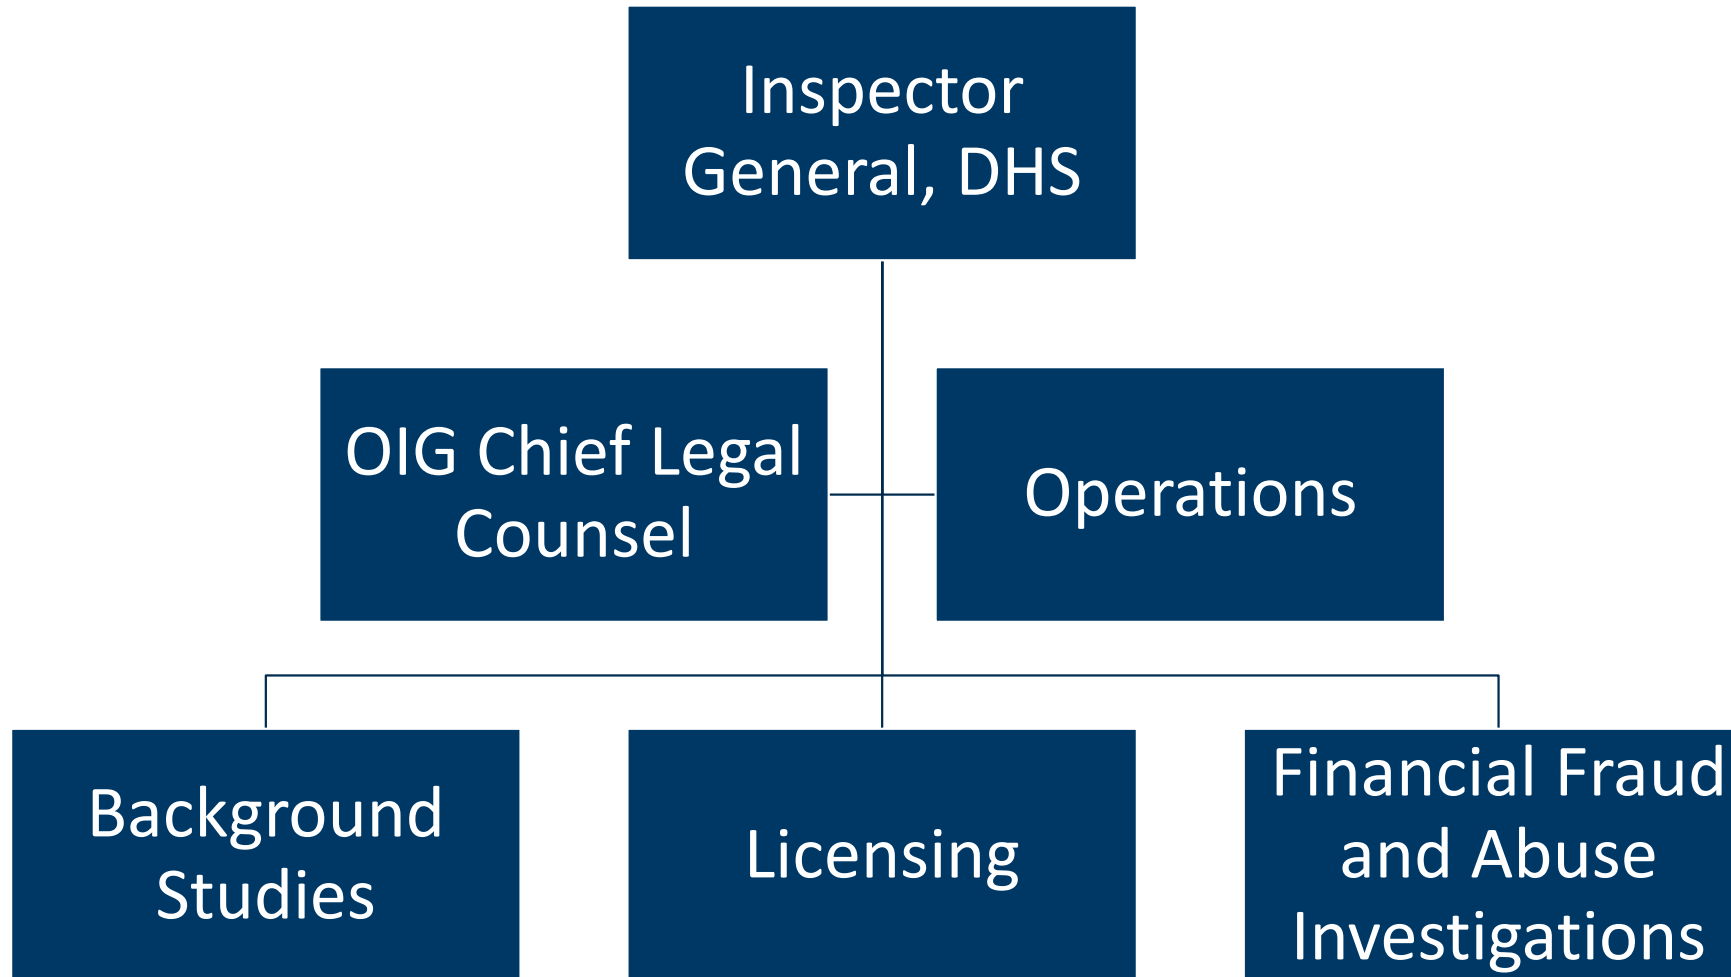 Inspector
General, DHS
OIG Chief Legal
Counsel
Operations
Background
Studies
Licensing
Financial Fraud
and Abuse
Investigations